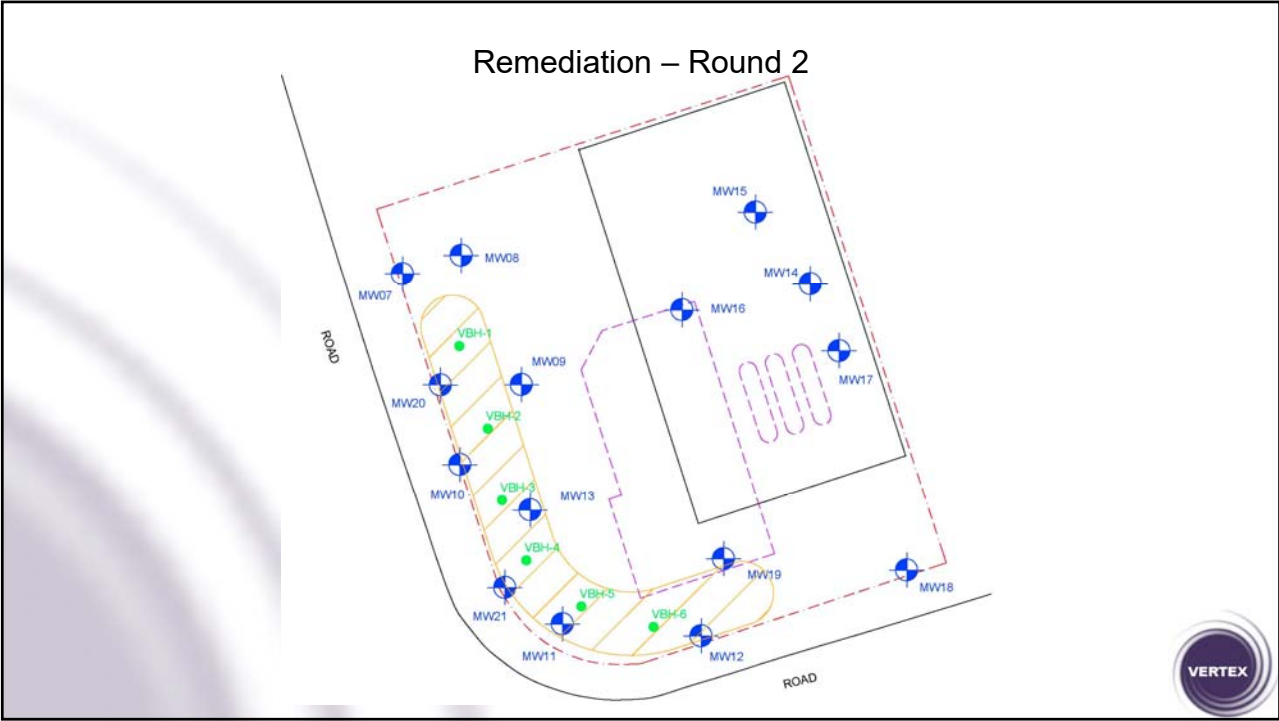 Remediation – Round 2
MW15
MW08
MW14
MW07
MW16
VBH-1
ROAD
MW09
MW17
MW20
VBH-2
VBH-3
MW10
MW13
VBH-4
MW19
MW18
VBH-5
MW21
VBH-6
MW11
MW12
VERTEX
ROAD